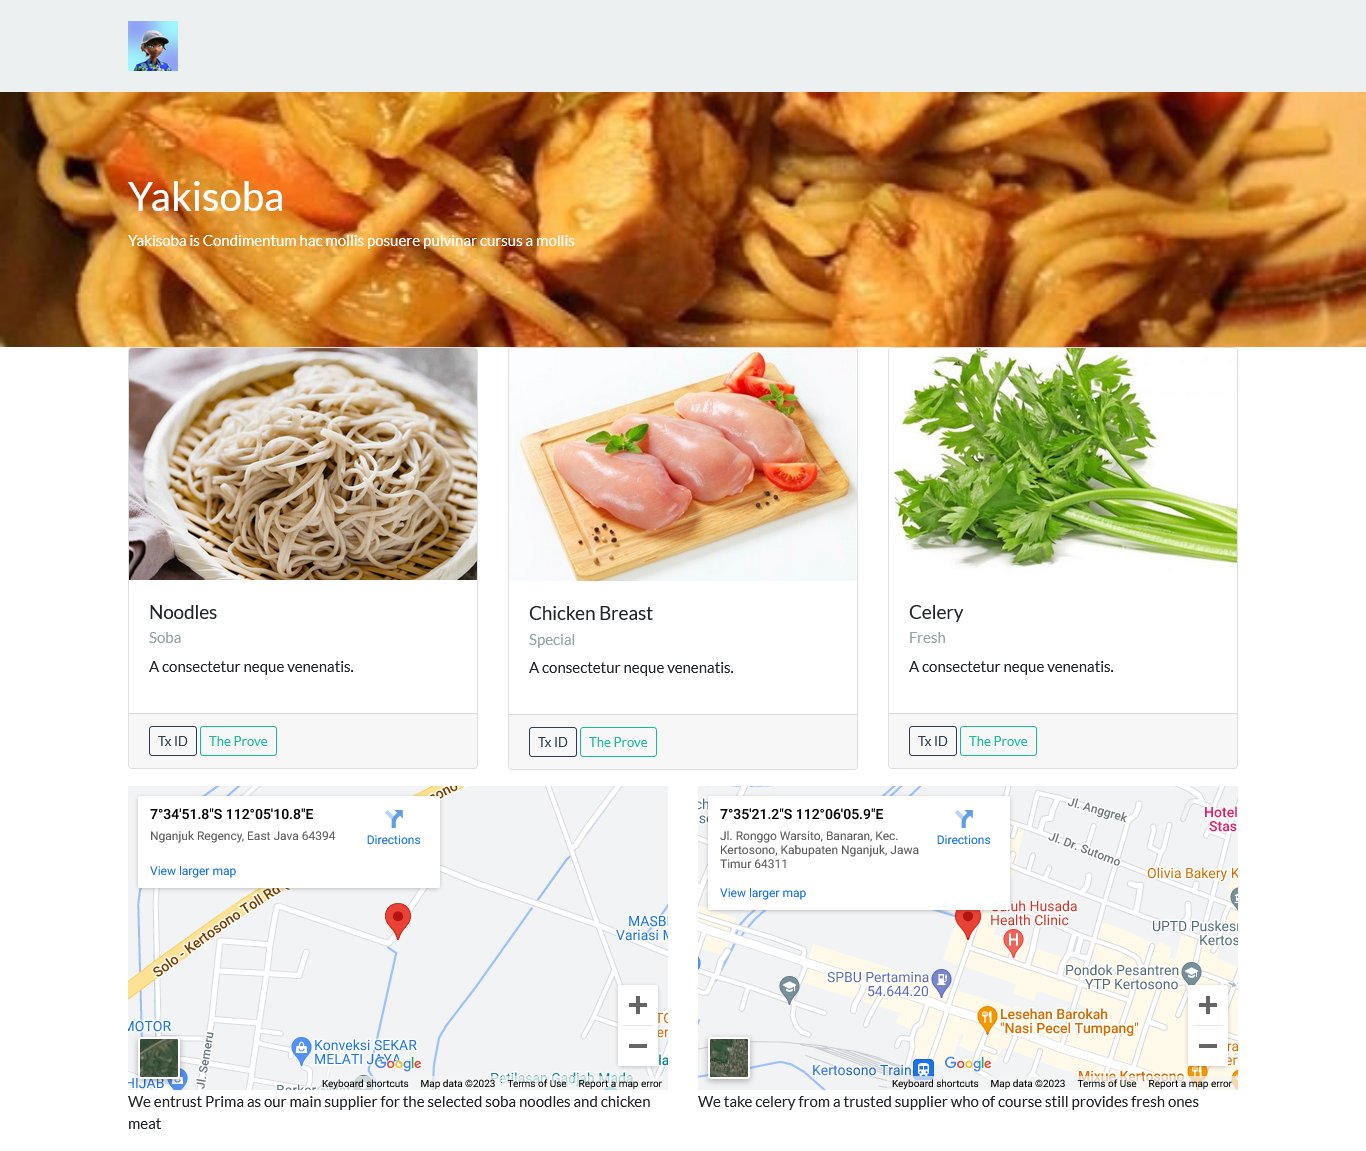 Yakisoba
Yakisoba is Condimentum hac mollis posuere pulvinar cursus a mollis
Noodles
Soba
A consectetur neque venenatis.
Tx ID
The Prove
Chicken Breast
Special
A consectetur neque venenatis.
Tx ID
The Prove
Celery
Fresh
A consectetur neque venenatis.
Tx ID
The Prove
7°34'51.8"S 112°05'10.8"E
Nganjuk Regency, East Java 64394
Directions
View larger map
Solo - Kertosono Toll Rd
ono
MASB
Variasi M
MOTOR
Jl. Semeru
Konveksi SEKAR
MELATI JAYA
HIJAB
Google
Keyboard shortcuts
Map data ©2023
Terms of Use
Report a map error
We entrust Prima as our main supplier for the selected soba noodles and chicken
meat
7°35'21.2"S 112°06'05.9"E
Jl. Ronggo Warsito, Banaran, Kec.
Kertosono, Kabupaten Nganjuk, Jawa
Timur 64311
Directions
View larger map
Jl. Anggrek
Hotel
Stas
Jl. Dr. Sutomo
Olivia Bakery K
Husada
Health Clinic
H
UPTD Puskes
Kertos
SPBU Pertamina
54.644.20
Pondok Pesantren
YTP Kertosono
Lesehan Barokah
"Nasi Pecel Tumpang"
Kertosono Train
Google
Keyboard shortcuts
Map data ©2023
Terms of Use
Report a map error
We take celery from a trusted supplier who of course still provides fresh ones